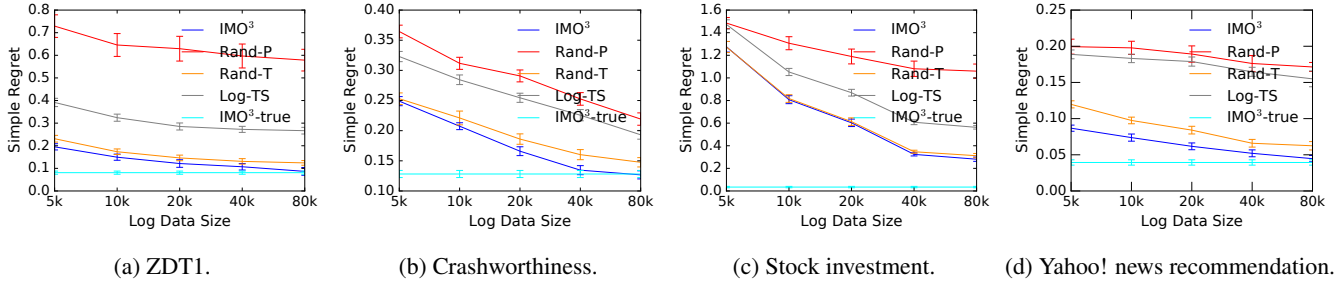 Simple Regret
0.8
0.7
0.6
0.5
0.4
0.3
0.2
0.1
0.0
5k 10k 20k 40k 80k
Log Data Size
IMO³
Rand-P
Rand-T
Log-TS
IMO³-true
(a) ZDT1.
Simple Regret
0.40
0.35
0.30
0.25
0.20
0.15
0.10
5k 10k 20k 40k 80k
Log Data Size
IMO³
Rand-P
Rand-T
Log-TS
IMO³-true
(b) Crashworthiness.
Simple Regret
1.6
1.4
1.2
1.0
0.8
0.6
0.4
0.2
0.0
5k 10k 20k 40k 80k
Log Data Size
IMO³
Rand-P
Rand-T
Log-TS
IMO³-true
(c) Stock investment.
Simple Regret
0.25
0.20
0.15
0.10
0.05
0.00
5k 10k 20k 40k 80k
Log Data Size
IMO³
Rand-P
Rand-T
Log-TS
IMO³-true
(d) Yahoo! news recommendation.